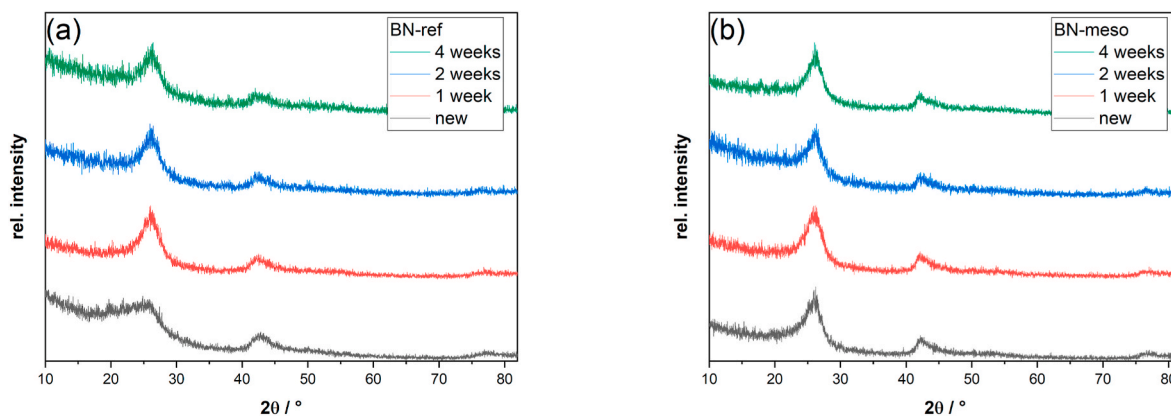 (a)
BN-ref
4 weeks
2 weeks
1 week
new
rel. intensity
10 20 30 40 50 60 70 80
2θ / °
(b)
BN-meso
4 weeks
2 weeks
1 week
new
rel. intensity
10 20 30 40 50 60 70 80
2θ / °